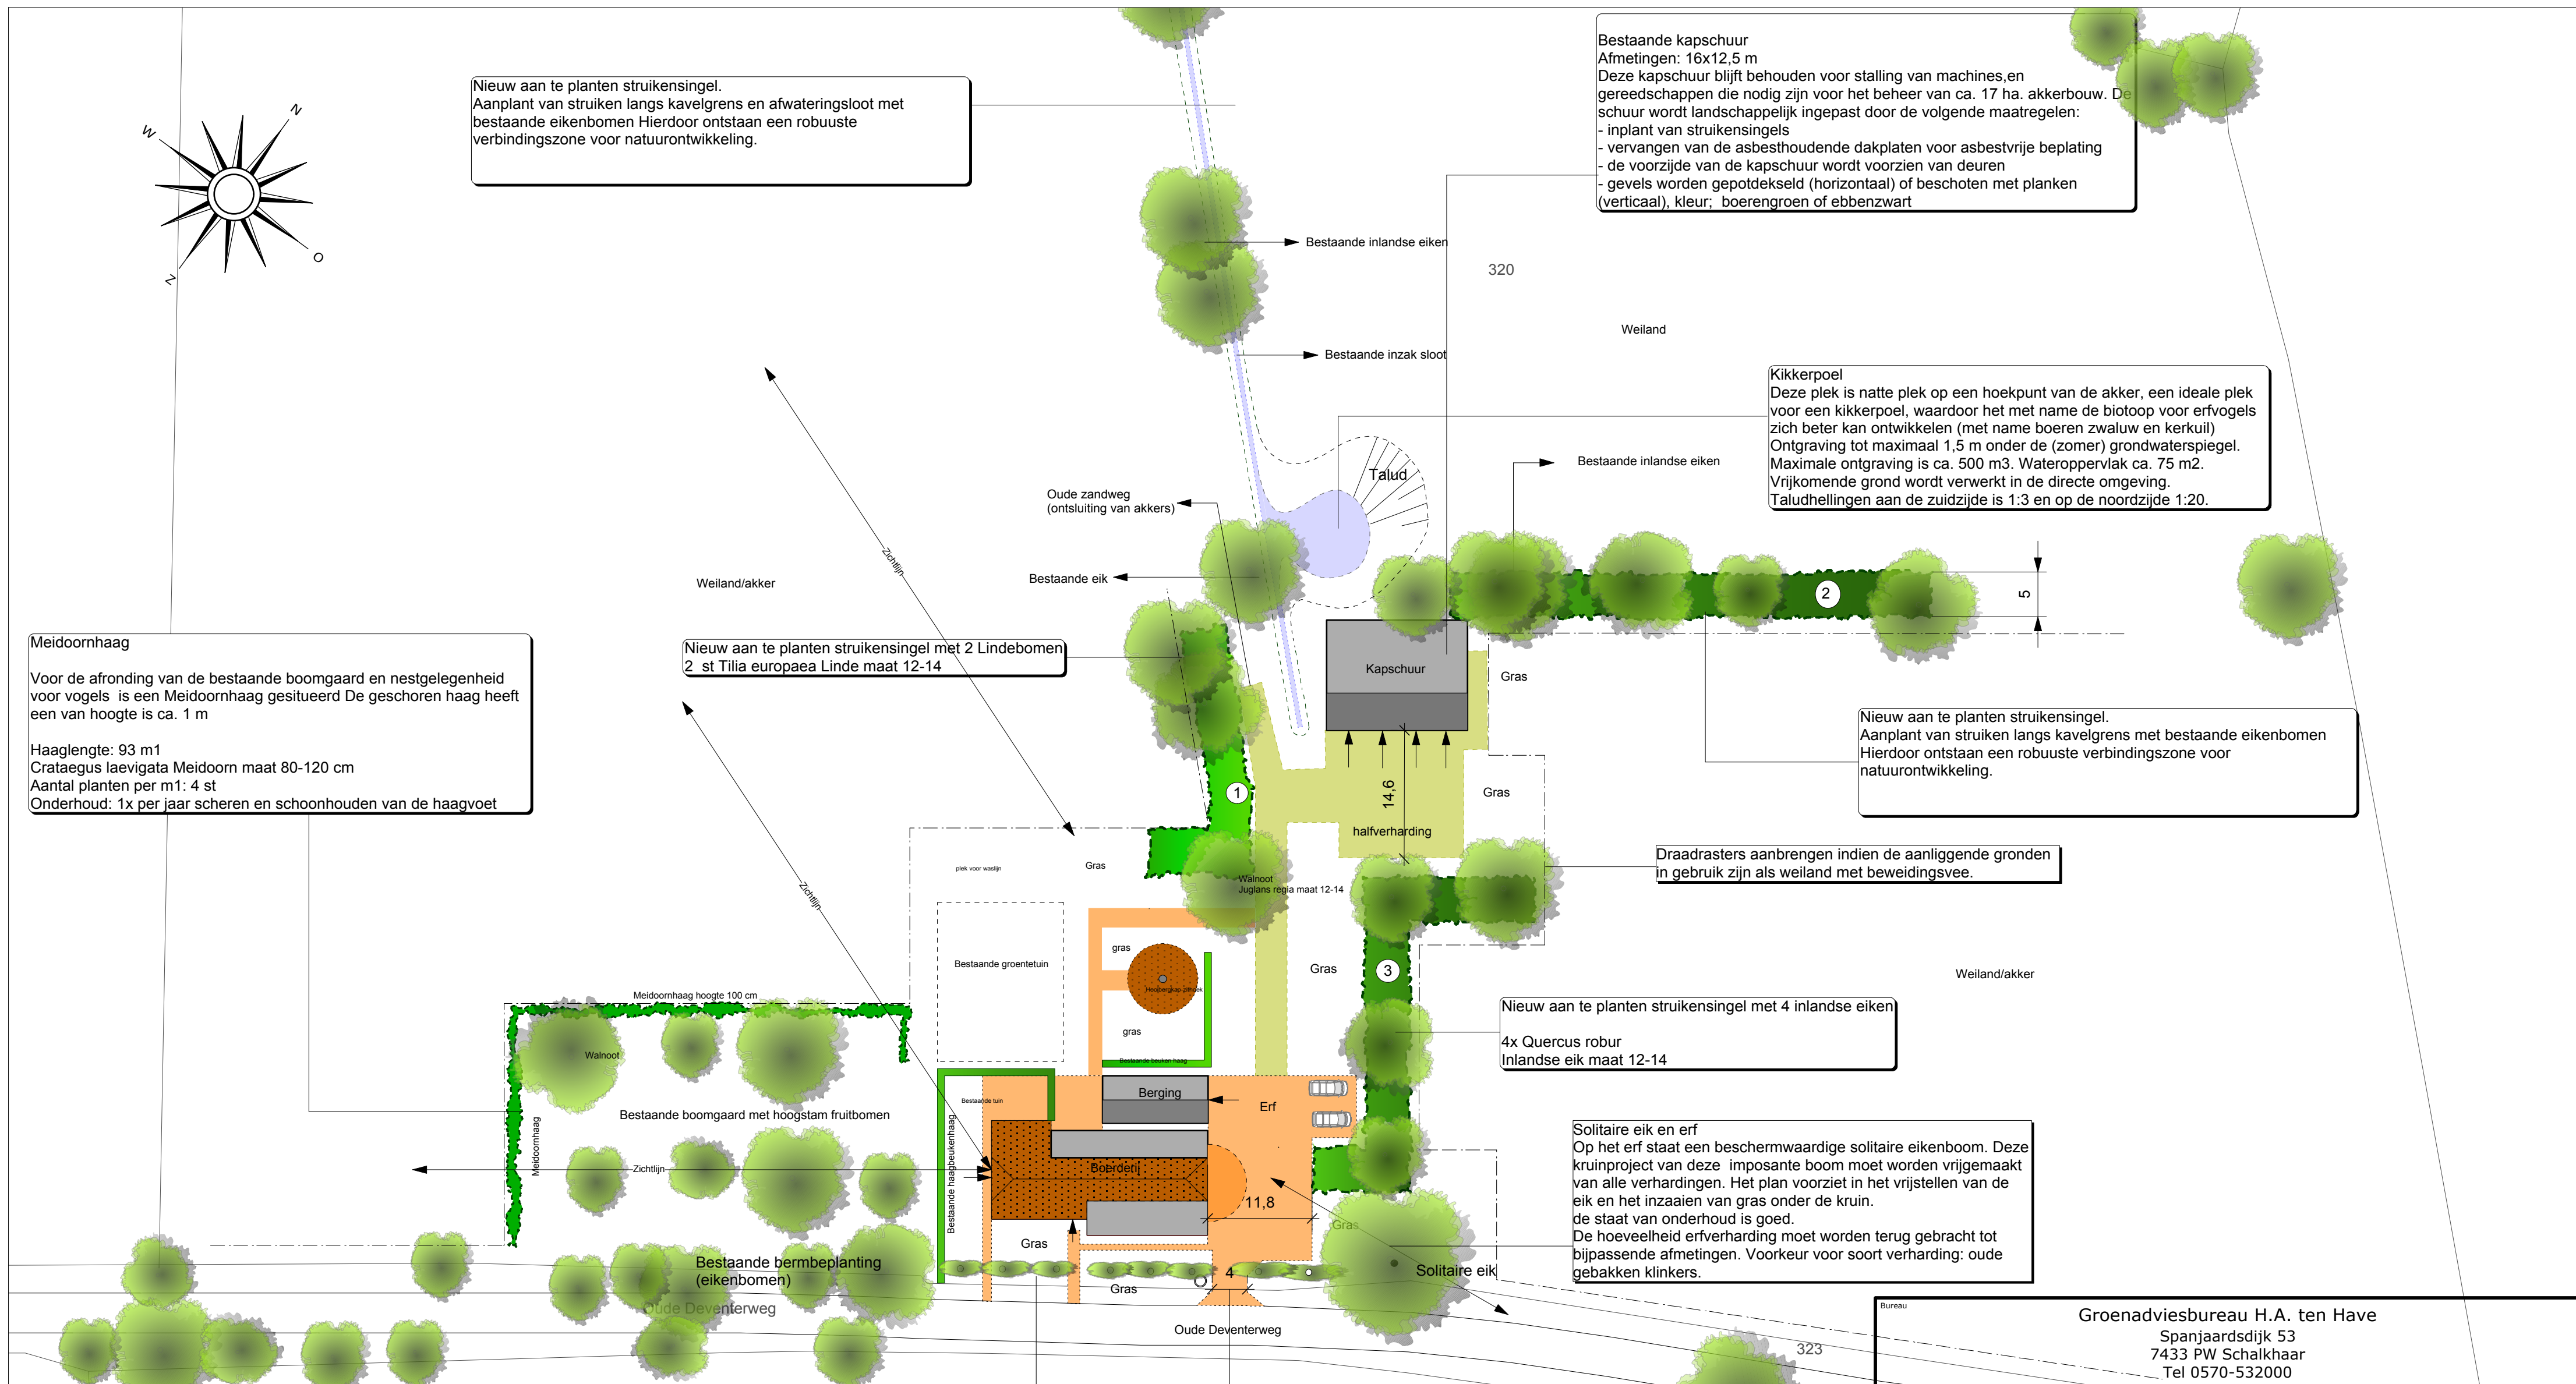 Nieuw aan te planten struikensingel.
Aanplant van struiken langs kavelgrens en afwateringsloot met
bestaande eikenbomen Hierdoor ontstaan een robuuste
verbindingszone voor natuurontwikkeling.
Bestaande kapschuur
Afmetingen: 16x12,5 m
Deze kapschuur blijft behouden voor stalling van machines,en
gereedschappen die nodig zijn voor het beheer van ca. 17 ha. akkerbouw. De
schuur wordt landschappelijk ingepast door de volgende maatregelen:
- inplant van struikensingels
- vervangen van de asbesthoudende dakplaten voor asbestvrije beplating
- de voorzijde van de kapschuur wordt voorzien van deuren
- gevels worden gepotdekseld (horizontaal) of beschoten met planken
(verticaal), kleur;  boerengroen of ebbenzwart
N
W
O
Z
Bestaande inlandse eiken
320
Weiland
Bestaande inzak sloot
Kikkerpoel
Deze plek is natte plek op een hoekpunt van de akker, een ideale plek
voor een kikkerpoel, waardoor het met name de biotoop voor erfvogels
zich beter kan ontwikkelen (met name boeren zwaluw en kerkuil)
Ontgraving tot maximaal 1,5 m onder de (zomer) grondwaterspiegel.
Maximale ontgraving is ca. 500 m3. Wateroppervlak ca. 75 m2.
Vrijkomende grond wordt verwerkt in de directe omgeving.
Taludhellingen aan de zuidzijde is 1:3 en op de noordzijde 1:20.
Talud
Bestaande inlandse eiken
Oude zandweg
(ontsluiting van akkers)
Zichtlijn
Weiland/akker
Bestaande eik
2
5
Meidoornhaag
Voor de afronding van de bestaande boomgaard en nestgelegenheid
voor vogels  is een Meidoornhaag gesitueerd De geschoren haag heeft
een van hoogte is ca. 1 m
Haaglengte: 93 m1
Crataegus laevigata Meidoorn maat 80-120 cm
Aantal planten per m1: 4 st
Onderhoud: 1x per jaar scheren en schoonhouden van de haagvoet
Nieuw aan te planten struikensingel met 2 Lindebomen
2  st Tilia europaea Linde maat 12-14
Kapschuur
Gras
Nieuw aan te planten struikensingel.
Aanplant van struiken langs kavelgrens met bestaande eikenbomen
Hierdoor ontstaan een robuuste verbindingszone voor
natuurontwikkeling.
1
14,6
Gras
halfverharding
Draadrasters aanbrengen indien de aanliggende gronden
in gebruik zijn als weiland met beweidingsvee.
plek voor waslijn
Gras
Walnoot
Juglans regia maat 12-14
Zichtlijn
gras
Bestaande groentetuin
Gras
3
Weiland/akker
Meidoornhaag hoogte 100 cm
gras
Nieuw aan te planten struikensingel met 4 inlandse eiken
4x Quercus robur
Inlandse eik maat 12-14
Walnoot
Bestaande beuken haag
Berging
Erf
Bestaande tuin
Bestaande boomgaard met hoogstam fruitbomen
Meidoornhaag
Bestaande haagbeukenhaag
Zichtlijn
Boerderij
11,8
Gras
Solitaire eik en erf
Op het erf staat een beschermwaardige solitaire eikenboom. Deze
kruinproject van deze  imposante boom moet worden vrijgemaakt
van alle verhardingen. Het plan voorziet in het vrijstellen van de
eik en het inzaaien van gras onder de kruin.
de staat van onderhoud is goed.
De hoeveelheid erfverharding moet worden terug gebracht tot
bijpassende afmetingen. Voorkeur voor soort verharding: oude
gebakken klinkers.
Gras
Bestaande bermbeplanting
(eikenbomen)
4
Solitaire eik
Gras
Oude Deventerweg
Oude Deventerweg
323
Bureau
Groenadviesbureau H.A. ten Have
Spanjaardsdijk 53
7433 PW Schalkhaar
Tel 0570-532000